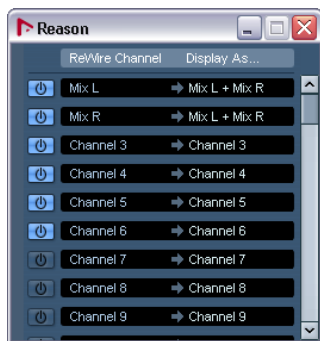 Reason
ReWire Channel Display As...
Mix L Mix L + Mix R
Mix R Mix L + Mix R
Channel 3 Channel 3
Channel 4 Channel 4
Channel 5 Channel 5
Channel 6 Channel 6
Channel 7 Channel 7
Channel 8 Channel 8
Channel 9 Channel 9